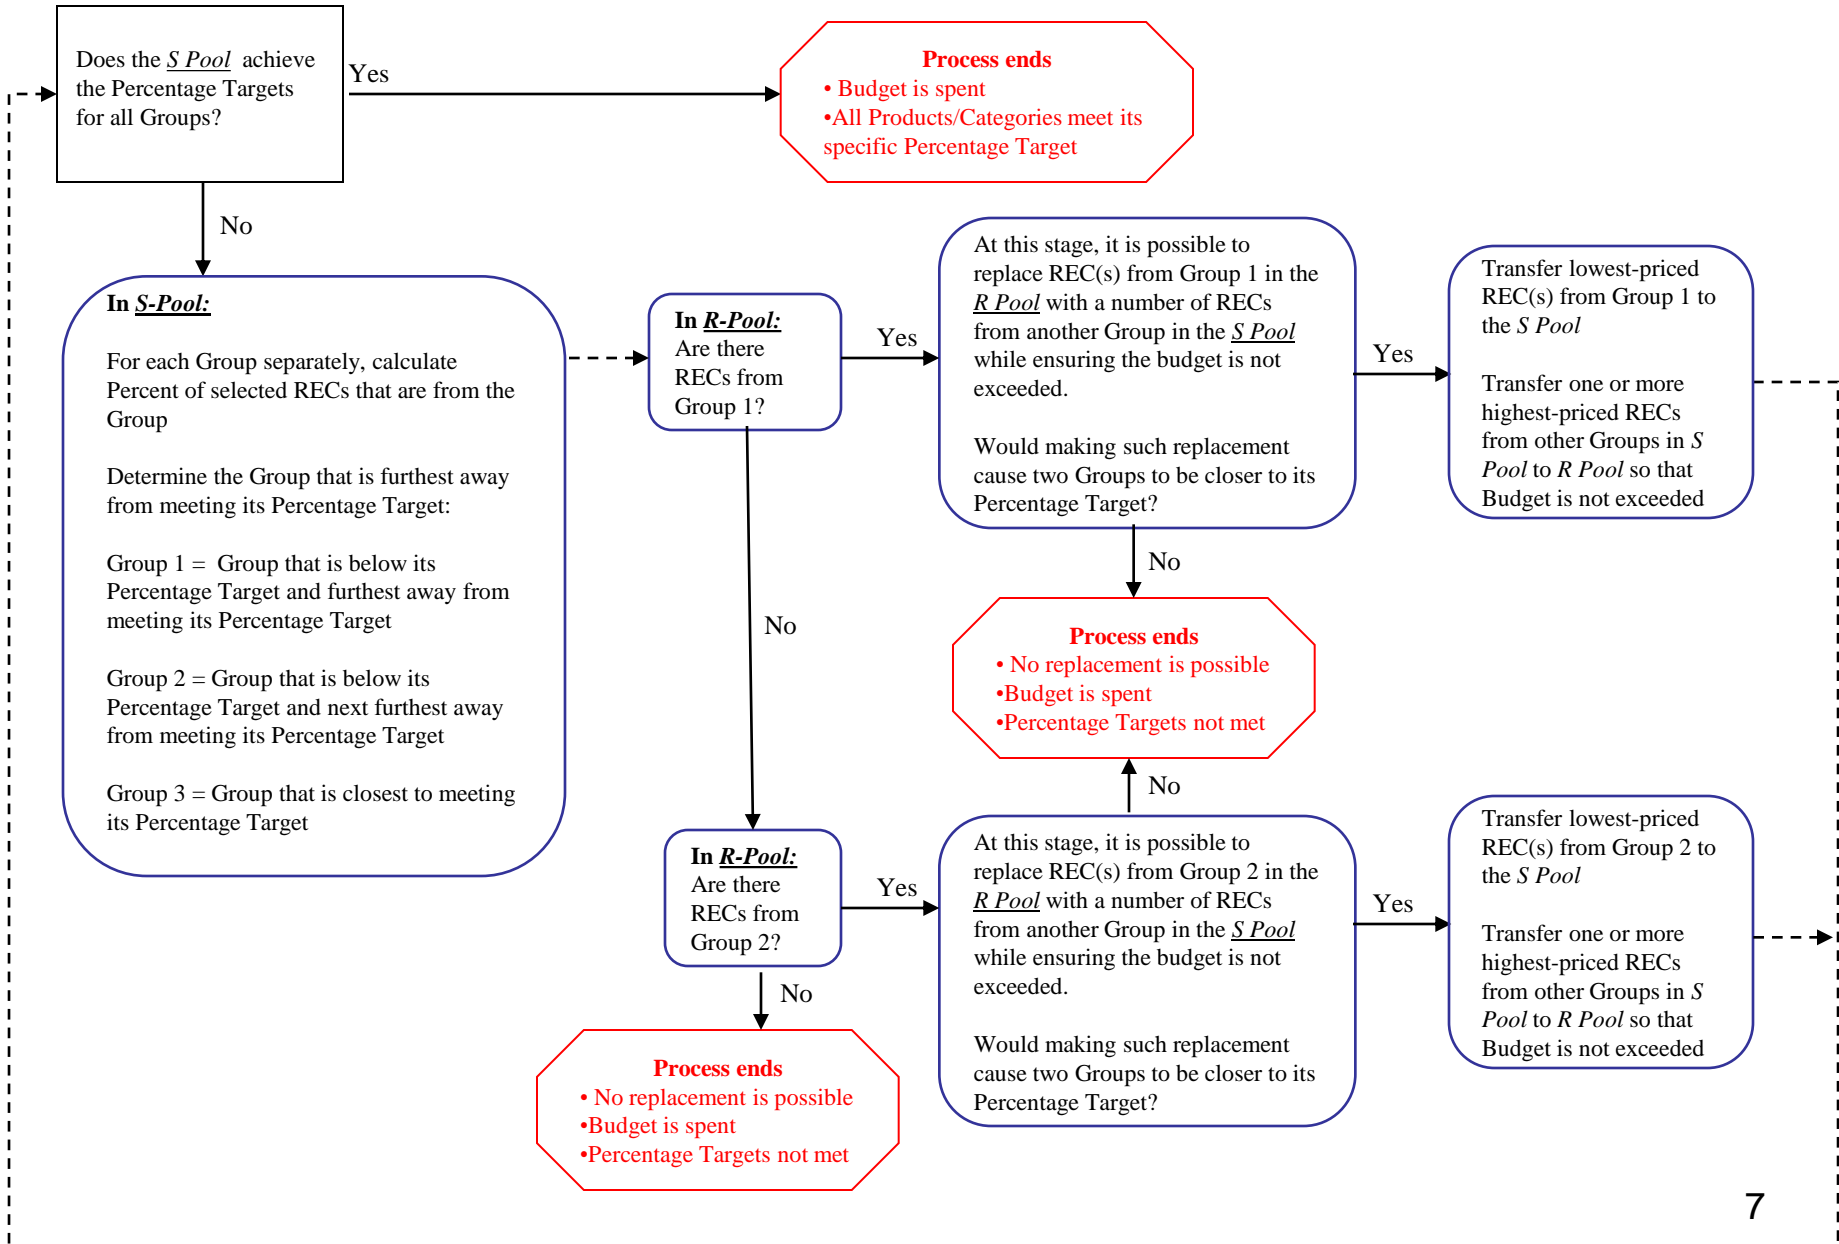 Does the S Pool achieve
the Percentage Targets
for all Groups?
Yes
Process ends
• Budget is spent
•All Products/Categories meet its
specific Percentage Target
No
In S-Pool:
For each Group separately, calculate
Percent of selected RECs that are from the
Group
Determine the Group that is furthest away
from meeting its Percentage Target:
Group 1 = Group that is below its
Percentage Target and furthest away from
meeting its Percentage Target
Group 2 = Group that is below its
Percentage Target and next furthest away
from meeting its Percentage Target
Group 3 = Group that is closest to meeting
its Percentage Target
In R-Pool:
Are there
RECs from
Group 1?
Yes
At this stage, it is possible to
replace REC(s) from Group 1 in the
R Pool with a number of RECs
from another Group in the S Pool
while ensuring the budget is not
exceeded.
Would making such replacement
cause two Groups to be closer to its
Percentage Target?
Yes
Transfer lowest-priced
REC(s) from Group 1 to
the S Pool
Transfer one or more
highest-priced RECs
from other Groups in S
Pool to R Pool so that
Budget is not exceeded
No
No
Process ends
• No replacement is possible
•Budget is spent
•Percentage Targets not met
No
In R-Pool:
Are there
RECs from
Group 2?
Yes
At this stage, it is possible to
replace REC(s) from Group 2 in the
R Pool with a number of RECs
from another Group in the S Pool
while ensuring the budget is not
exceeded.
Would making such replacement
cause two Groups to be closer to its
Percentage Target?
Yes
Transfer lowest-priced
REC(s) from Group 2 to
the S Pool
Transfer one or more
highest-priced RECs
from other Groups in S
Pool to R Pool so that
Budget is not exceeded
No
Process ends
• No replacement is possible
•Budget is spent
•Percentage Targets not met
7